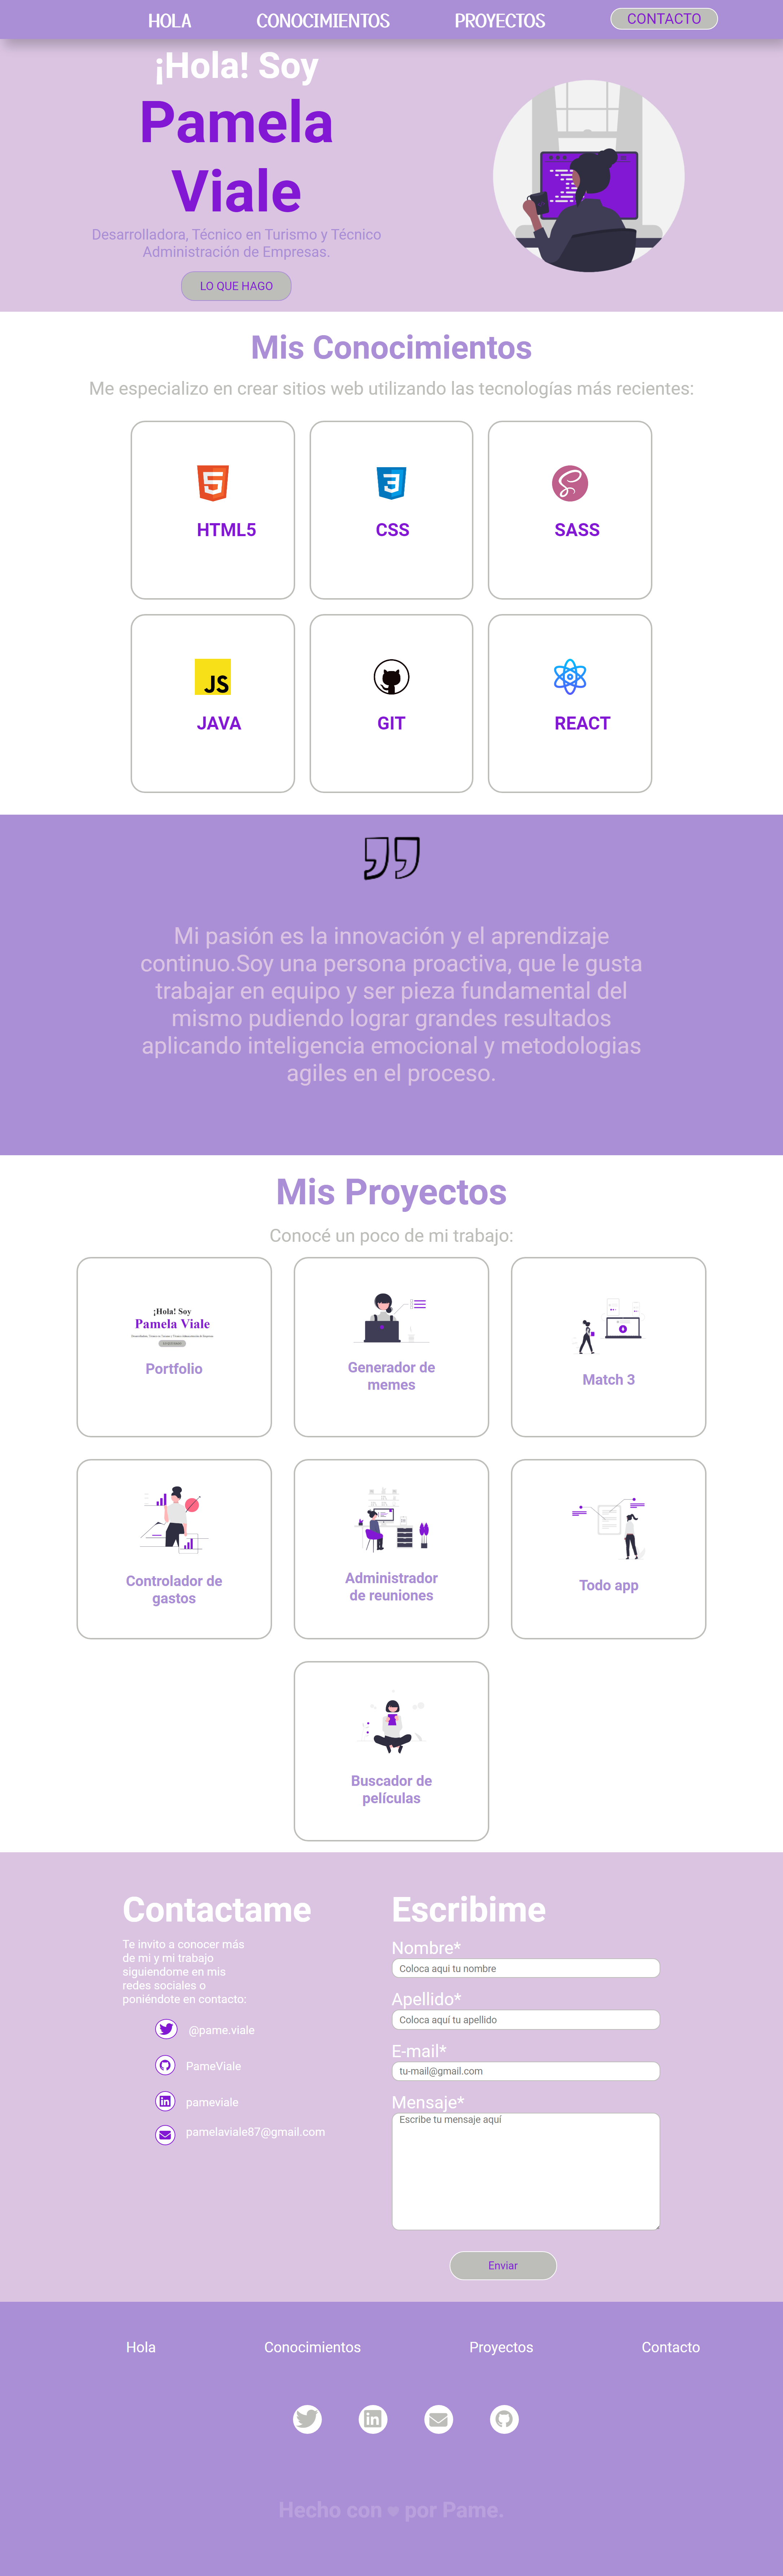 HOLA CONOCIMIENTOS PROYECTOS CONTACTO
¡Hola! Soy
Pamela
Viale
Desarrolladora, Técnico en Turismo y Técnico
Administración de Empresas.
LO QUE HAGO
Mis Conocimientos
Me especializo en crear sitios web utilizando las tecnologías más recientes:
HTML5 CSS SASS
JS
JAVA GIT REACT
Mi pasión es la innovación y el aprendizaje
continuo.Soy una persona proactiva, que le gusta
trabajar en equipo y ser pieza fundamental del
mismo pudiendo lograr grandes resultados
aplicando inteligencia emocional y metodologias
agiles en el proceso.
Mis Proyectos
Conocé un poco de mi trabajo:
¡Hola! Soy
Pamela Viale
Portfolio
Generador de
memes
Match 3
Controlador de
gastos
Administrador
de reuniones
Todo app
Buscador de
películas
Contactame
Te invito a conocer más
de mi y mi trabajo
siguiendome en mis
redes sociales o
poniéndote en contacto:
@pame.viale
PameViale
pameviale
pamelaviale87@gmail.com
Escribime
Nombre*
Coloca aqui tu nombre
Apellido*
Coloca aquí tu apellido
E-mail*
tu-mail@gmail.com
Mensaje*
Escribe tu mensaje aquí
Enviar
Hola Conocimientos Proyectos Contacto
Hecho con ♥ por Pame.